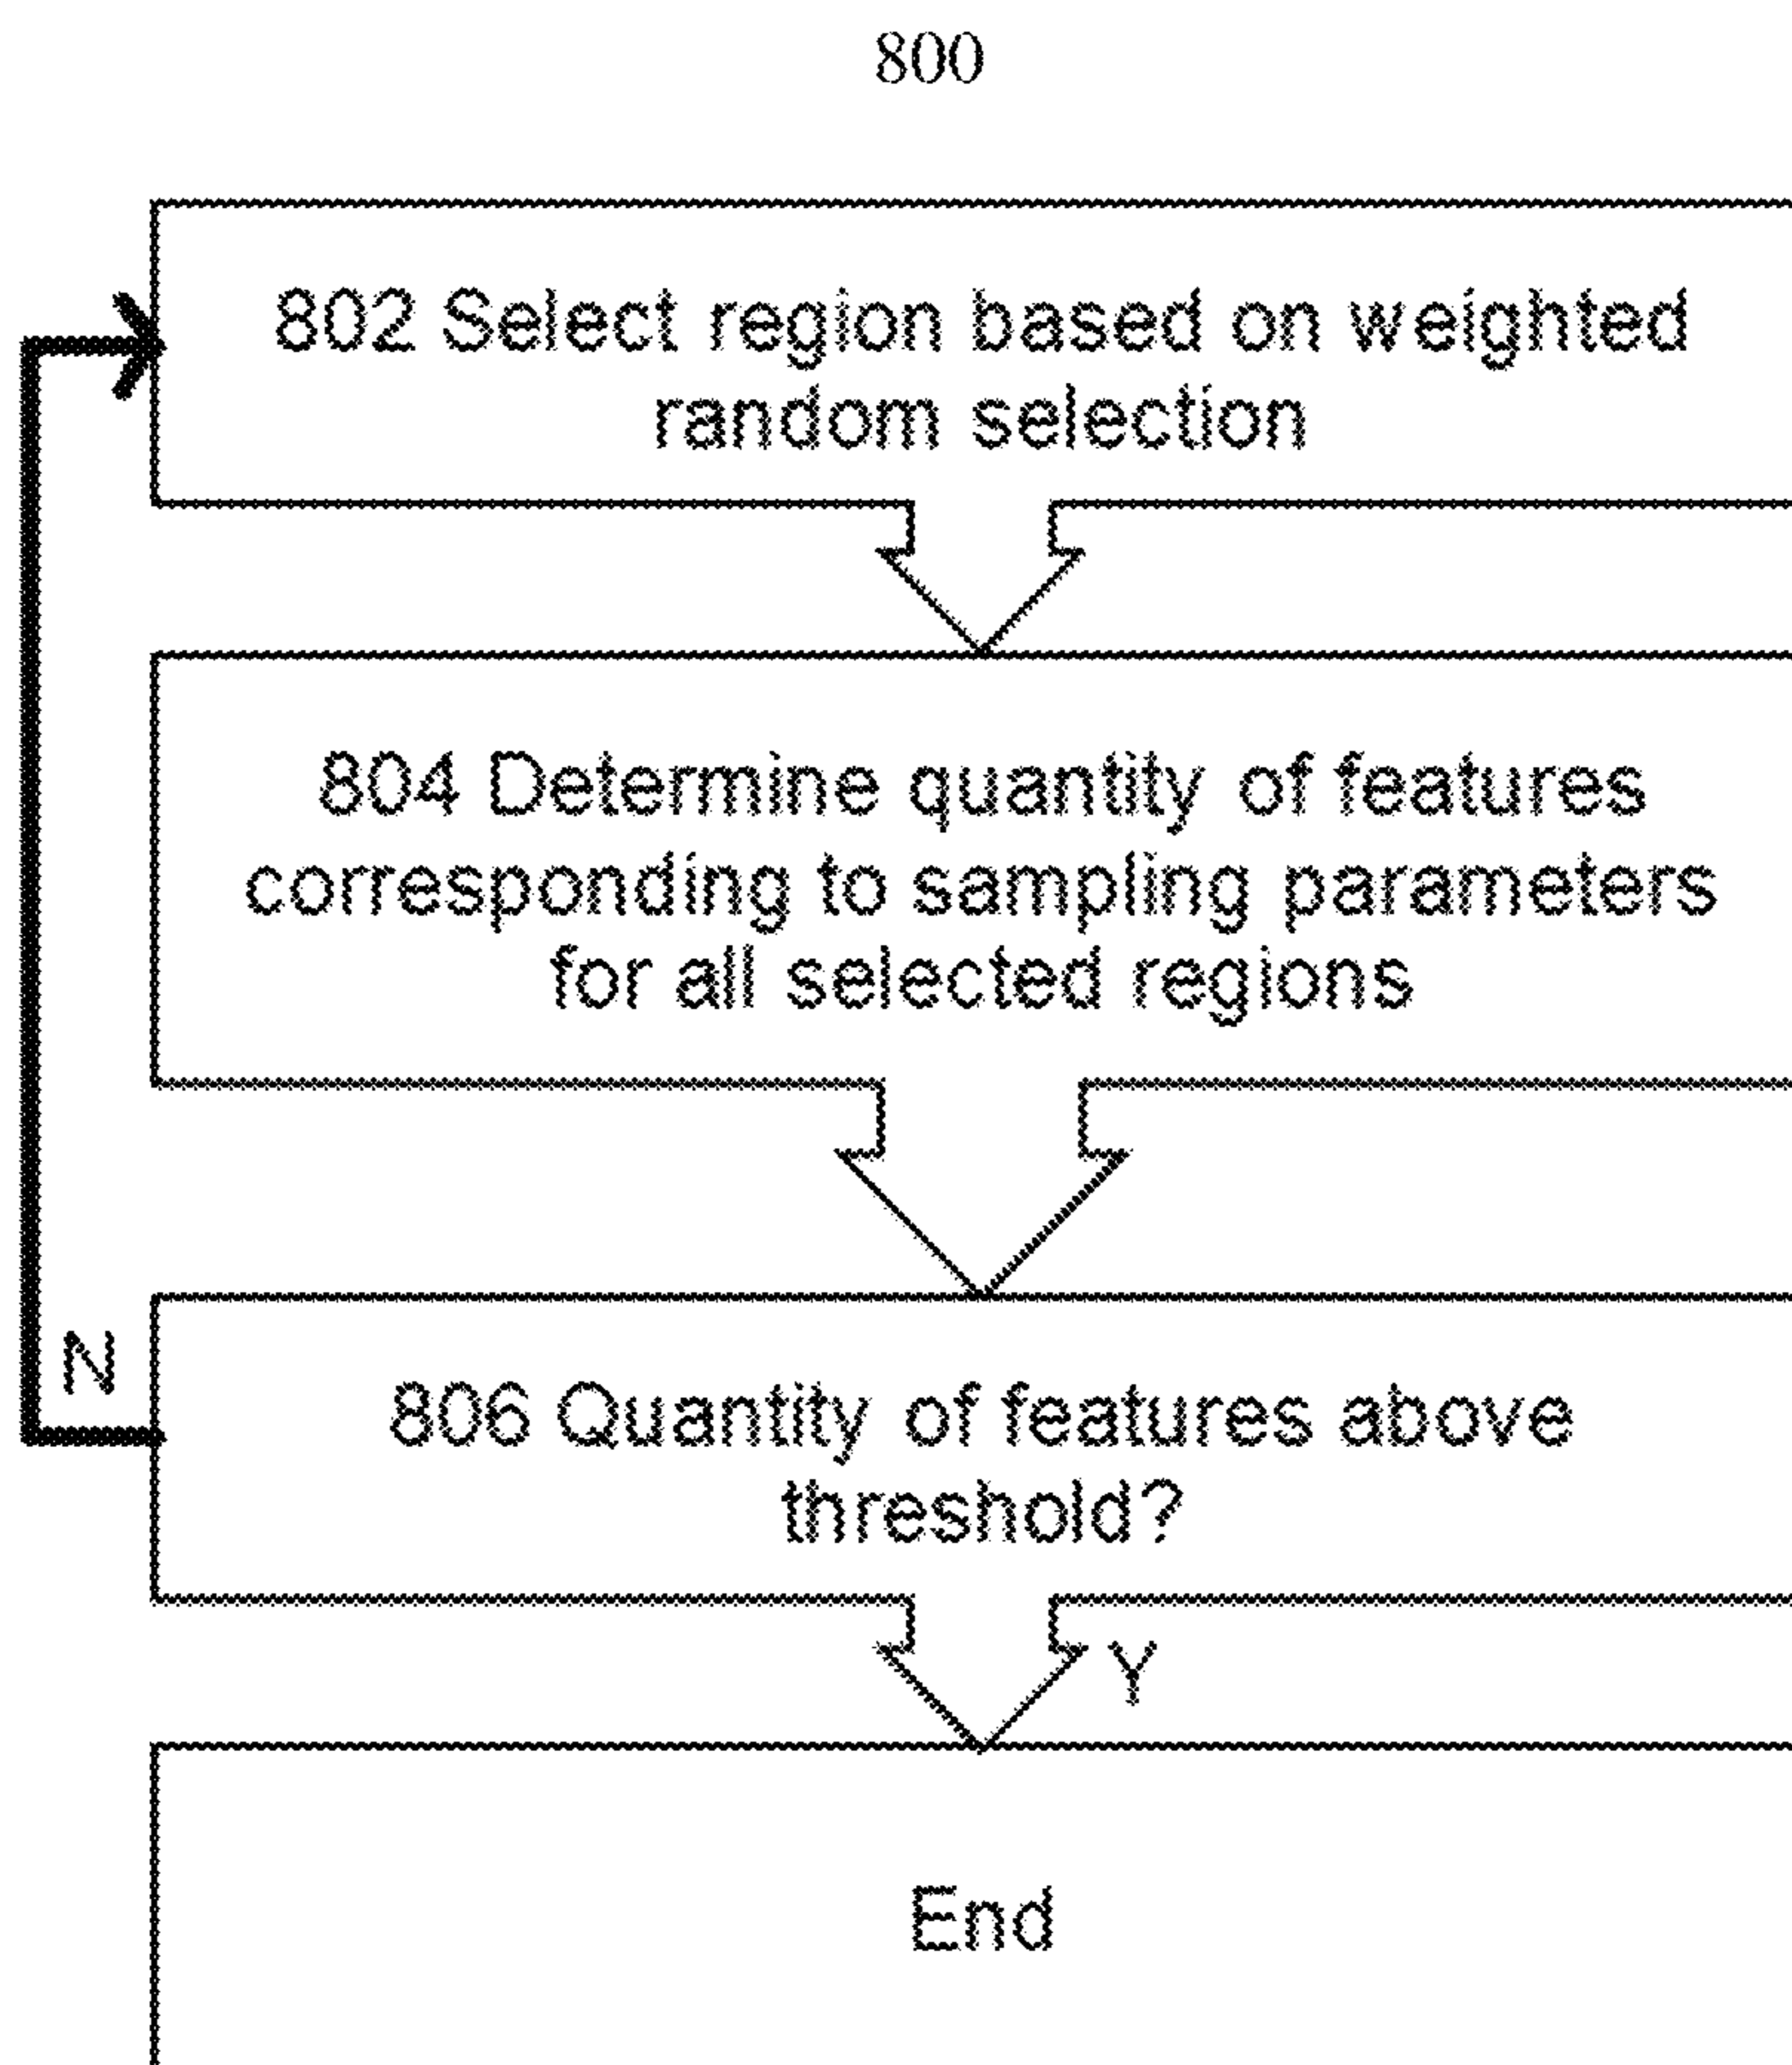 800
802 Select region based on weighted
random selection
804 Determine quantity of features
corresponding to sampling parameters
for all selected regions
N
806 Quantity of features above
threshold?
Y
End